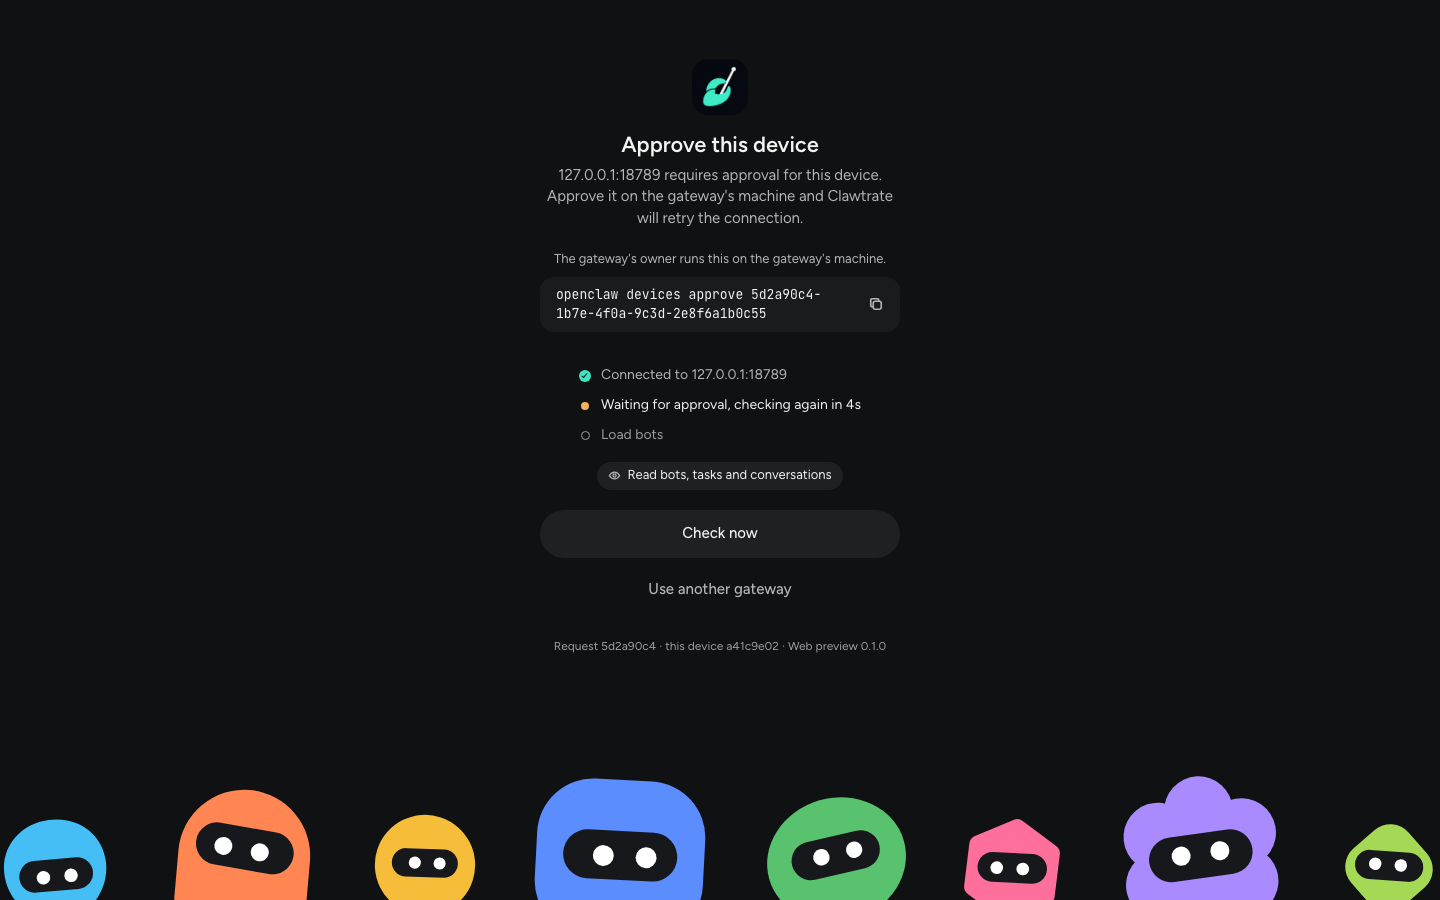 Approve this device
127.0.0.1:18789 requires approval for this device.
Approve it on the gateway's machine and Clawtrate
will retry the connection.
The gateway's owner runs this on the gateway's machine.
openclaw devices approve 5d2a90c4-
1b7e-4f0a-9c3d-2e8f6a1b0c55
Connected to 127.0.0.1:18789
Waiting for approval, checking again in 4s
Load bots
Read bots, tasks and conversations
Check now
Use another gateway
Request 5d2a90c4 · this device a41c9e02 · Web preview 0.1.0